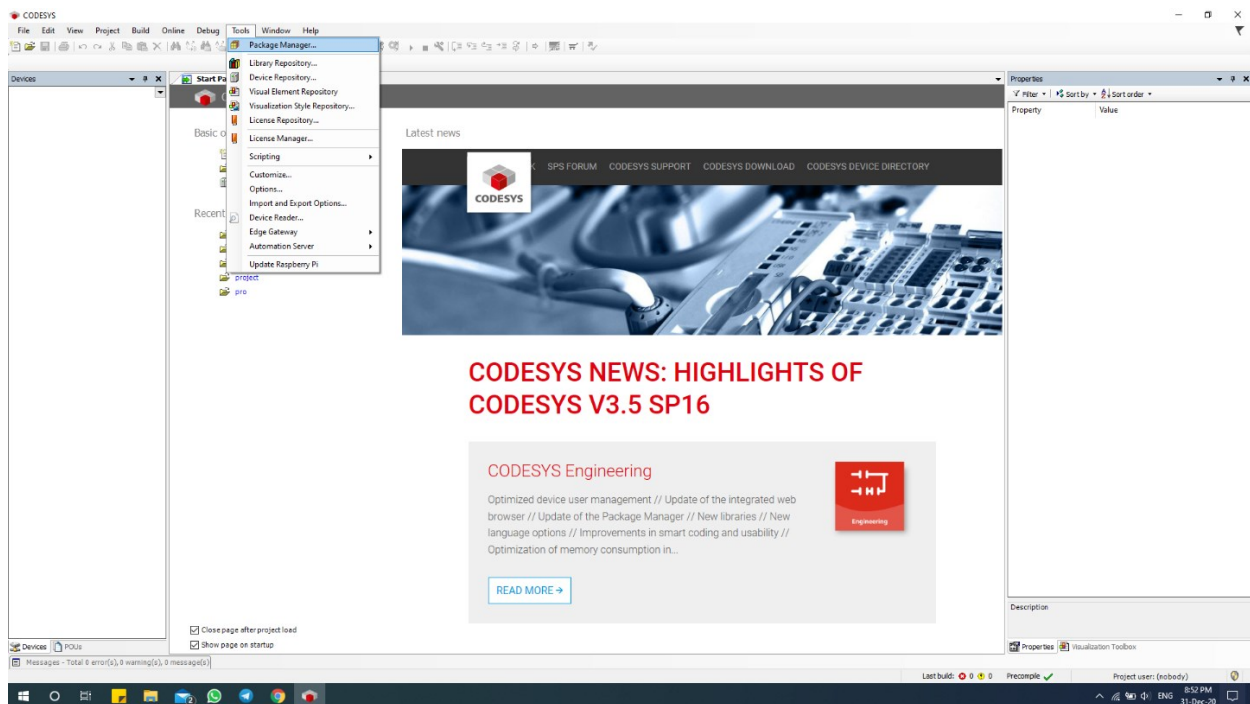 CODESYS
File Edit View Project Build Online Debug Tools Window Help
Package Manager...
Library Repository...
Device Repository...
Visual Element Repository
Visualization Style Repository...
License Repository...
License Manager...
Scripting
Customize...
Options...
Import and Export Options...
Device Reader...
Edge Gateway
Automation Server
Update Raspberry Pi
Devices
Start Pa
Basic o
Recent
project
pro
Latest news
K SPS FORUM CODESYS SUPPORT CODESYS DOWNLOAD CODESYS DEVICE DIRECTORY
CODESYS
CODESYS NEWS: HIGHLIGHTS OF
CODESYS V3.5 SP16
CODESYS Engineering
Optimized device user management // Update of the integrated web
browser // Update of the Package Manager // New libraries // New
language options // Improvements in smart coding and usability //
Optimization of memory consumption in...
READ MORE
Engineering
Close page after project load
Show page on startup
Properties
Filter Sort by Sort order
Property Value
Description
Devices POUs
Properties Visualization Toolbox
Messages - Total 0 error(s), 0 warning(s), 0 message(s)
Last build: 0 0 Precompile Project user: (nobody)
2
ENG
8:52 PM
31-Dec-20